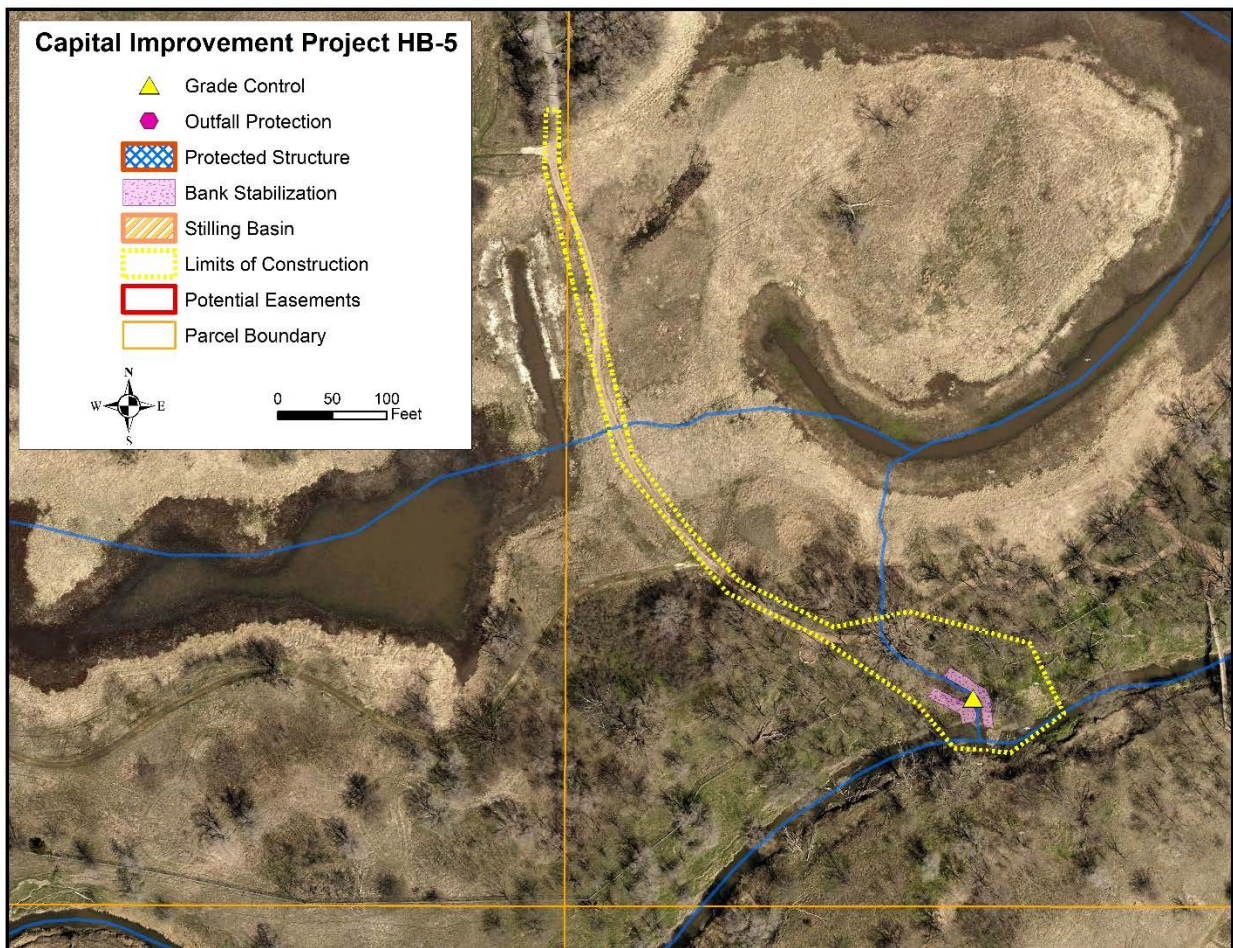 Capital Improvement Project HB-5
Grade Control
Outfall Protection
Protected Structure
Bank Stabilization
Stilling Basin
Limits of Construction
Potential Easements
Parcel Boundary
N
W E
S
0 50 100
Feet